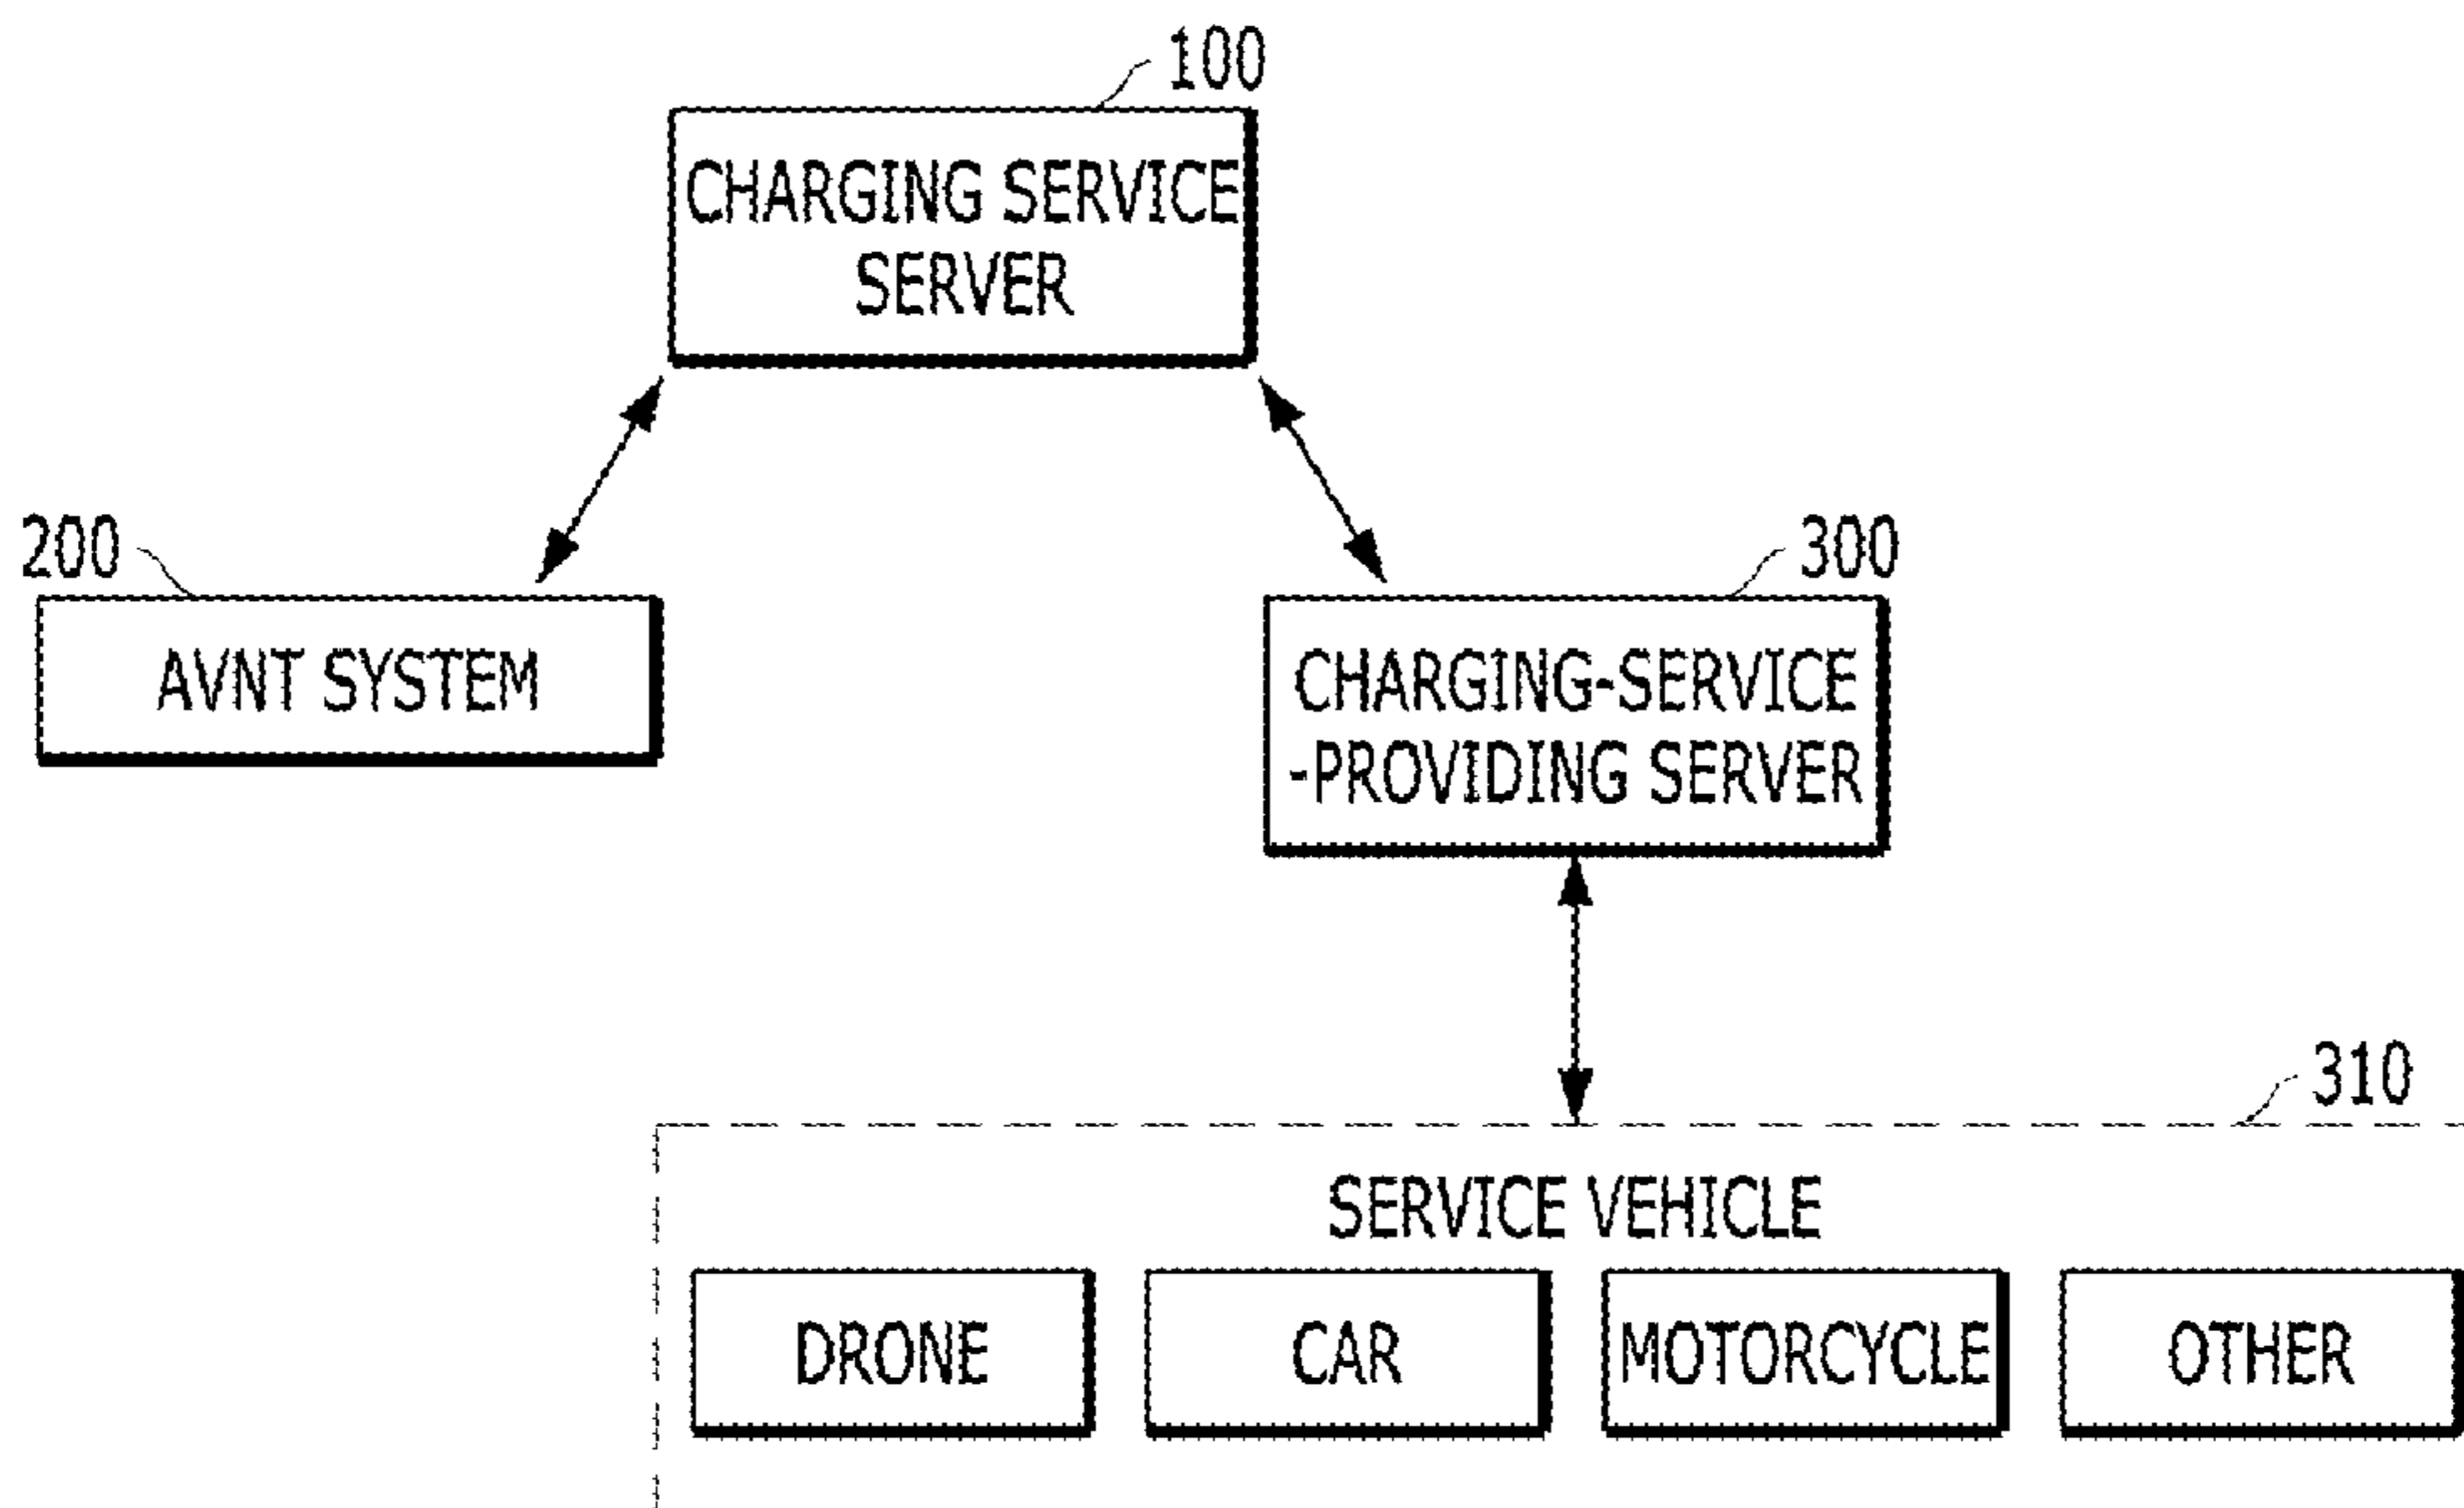 100
CHARGING SERVICE
SERVER
200
300
AVNT SYSTEM
CHARGING-SERVICE
-PROVIDING SERVER
310
SERVICE VEHICLE
DRONE
CAR
MOTORCYCLE
OTHER